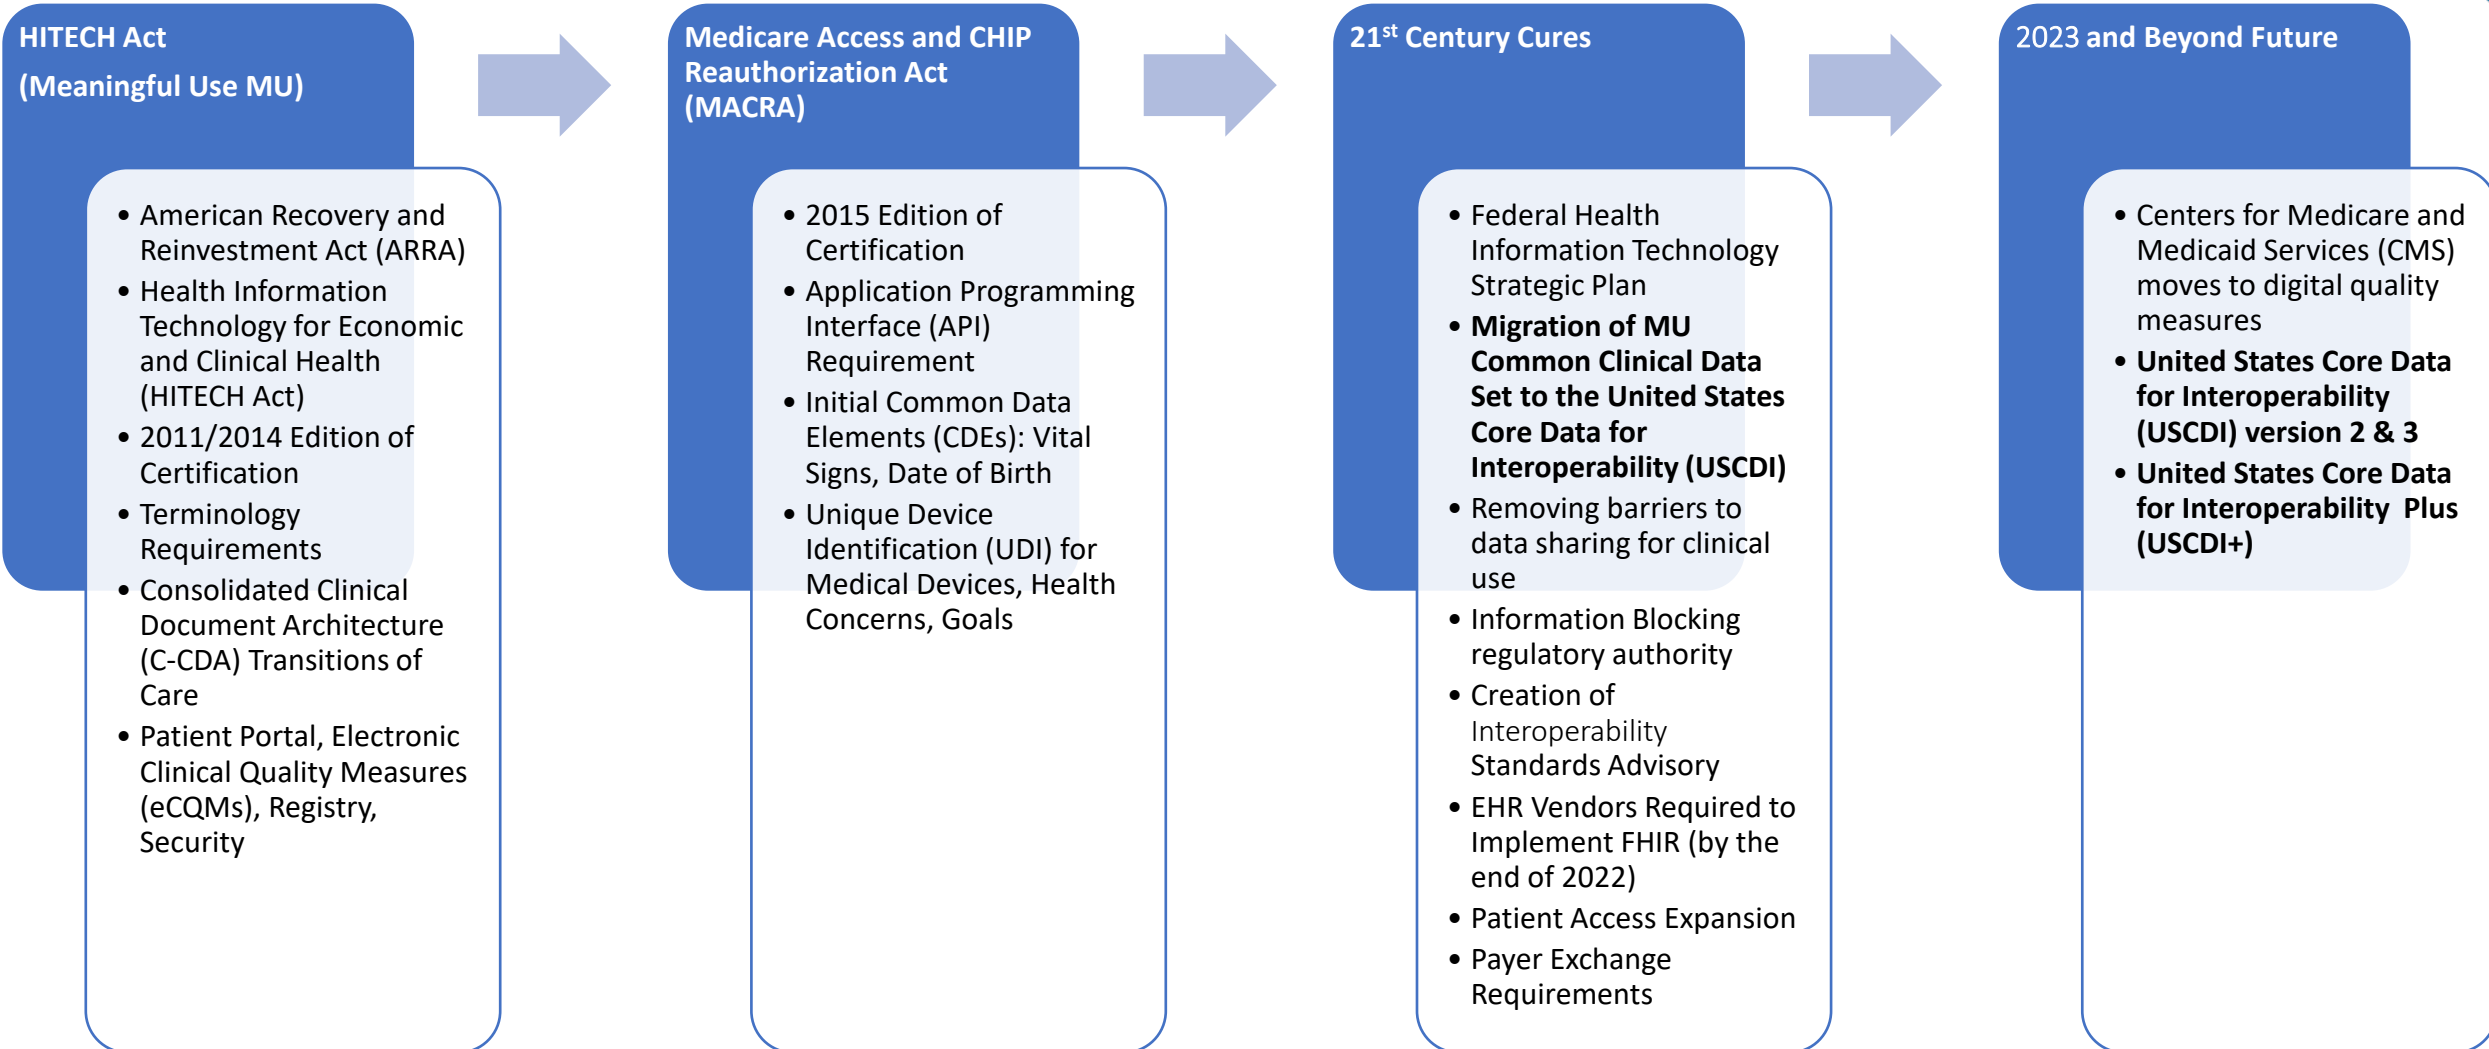 HITECH Act
(Meaningful Use MU)
• American Recovery and
Reinvestment Act (ARRA)
• Health Information
Technology for Economic
and Clinical Health
(HITECH Act)
• 2011/2014 Edition of
Certification
• Terminology
Requirements
• Consolidated Clinical
Document Architecture
(C-CDA) Transitions of
Care
• Patient Portal, Electronic
Clinical Quality Measures
(eCQMs), Registry,
Security
Medicare Access and CHIP
Reauthorization Act
(MACRA)
• 2015 Edition of
Certification
• Application Programming
Interface (API)
Requirement
• Initial Common Data
Elements (CDEs): Vital
Signs, Date of Birth
• Unique Device
Identification (UDI) for
Medical Devices, Health
Concerns, Goals
21st Century Cures
• Federal Health
Information Technology
Strategic Plan
• Migration of MU
Common Clinical Data
Set to the United States
Core Data for
Interoperability (USCDI)
• Removing barriers to
data sharing for clinical
use
• Information Blocking
regulatory authority
• Creation of
Interoperability
Standards Advisory
• EHR Vendors Required to
Implement FHIR (by the
end of 2022)
• Patient Access Expansion
• Payer Exchange
Requirements
2023 and Beyond Future
• Centers for Medicare and
Medicaid Services (CMS)
moves to digital quality
measures
• United States Core Data
for Interoperability
(USCDI) version 2 & 3
• United States Core Data
for Interoperability Plus
(USCDI+)